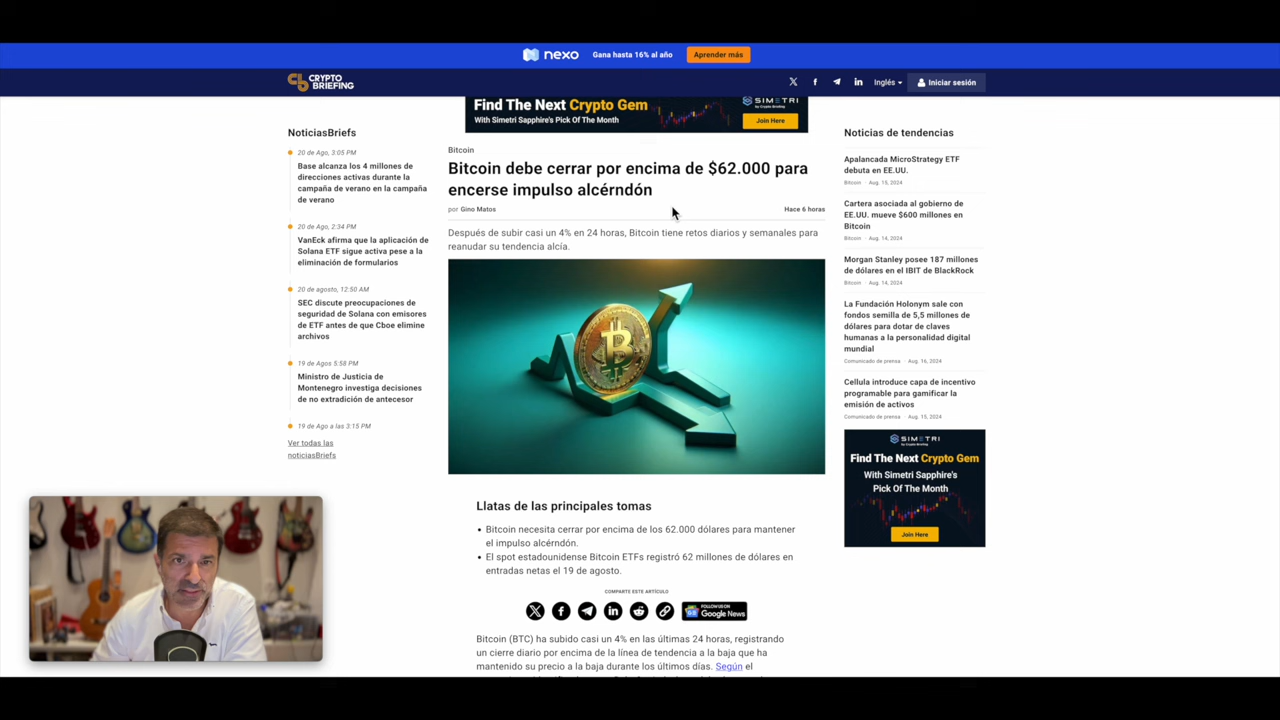 nexo
Gana hasta 16% al año
Aprender más
CRYPTO
BRIEFING
Inglés
Iniciar sesión
Find The Next Crypto Gem
With Simetri Sapphire's Pick Of The Month
SIMETRI
by Crypto Briefing
Join Here
NoticiasBriefs
20 de Ago, 3:05 PM
Base alcanza los 4 millones de
direcciones activas durante la
campaña de verano en la campaña
de verano
20 de Ago, 2:34 PM
VanEck afirma que la aplicación de
Solana ETF sigue activa pese a la
eliminación de formularios
20 de agosto, 12:50 AM
SEC discute preocupaciones de
seguridad de Solana con emisores
de ETF antes de que Cboe elimine
archivos
19 de Agos 5:58 PM
Ministro de Justicia de
Montenegro investiga decisiones
de no extradición de antecesor
19 de Ago a las 3:15 PM
Ver todas las
noticiasBriefs
Bitcoin
Bitcoin debe cerrar por encima de $62.000 para
encerse impulso alcérndón
por Gino Matos
Hace 6 horas
Después de subir casi un 4% en 24 horas, Bitcoin tiene retos diarios y semanales para
reanudar su tendencia alcía.
Llatas de las principales tomas
Bitcoin necesita cerrar por encima de los 62.000 dólares para mantener
el impulso alcérndón.
El spot estadounidense Bitcoin ETFs registró 62 millones de dólares en
entradas netas el 19 de agosto.
COMPARTE ESTE ARTÍCULO
FOLLOW US ON
Google News
Bitcoin (BTC) ha subido casi un 4% en las últimas 24 horas, registrando
un cierre diario por encima de la línea de tendencia a la baja que ha
mantenido su precio a la baja durante los últimos días. Según el
Noticias de tendencias
Apalancada MicroStrategy ETF
debuta en EE.UU.
Bitcoin Aug. 15, 2024
Cartera asociada al gobierno de
EE.UU. mueve $600 millones en
Bitcoin
Bitcoin Aug. 14, 2024
Morgan Stanley posee 187 millones
de dólares en el IBIT de BlackRock
Bitcoin Aug. 14, 2024
La Fundación Holonym sale con
fondos semilla de 5,5 millones de
dólares para dotar de claves
humanas a la personalidad digital
mundial
Comunicado de prensa Aug. 16, 2024
Cellula introduce capa de incentivo
programable para gamificar la
emisión de activos
Comunicado de prensa Aug. 15, 2024
SIMETRI
by Crypto Briefing
Find The Next Crypto Gem
With Simetri Sapphire's
Pick Of The Month
Join Here